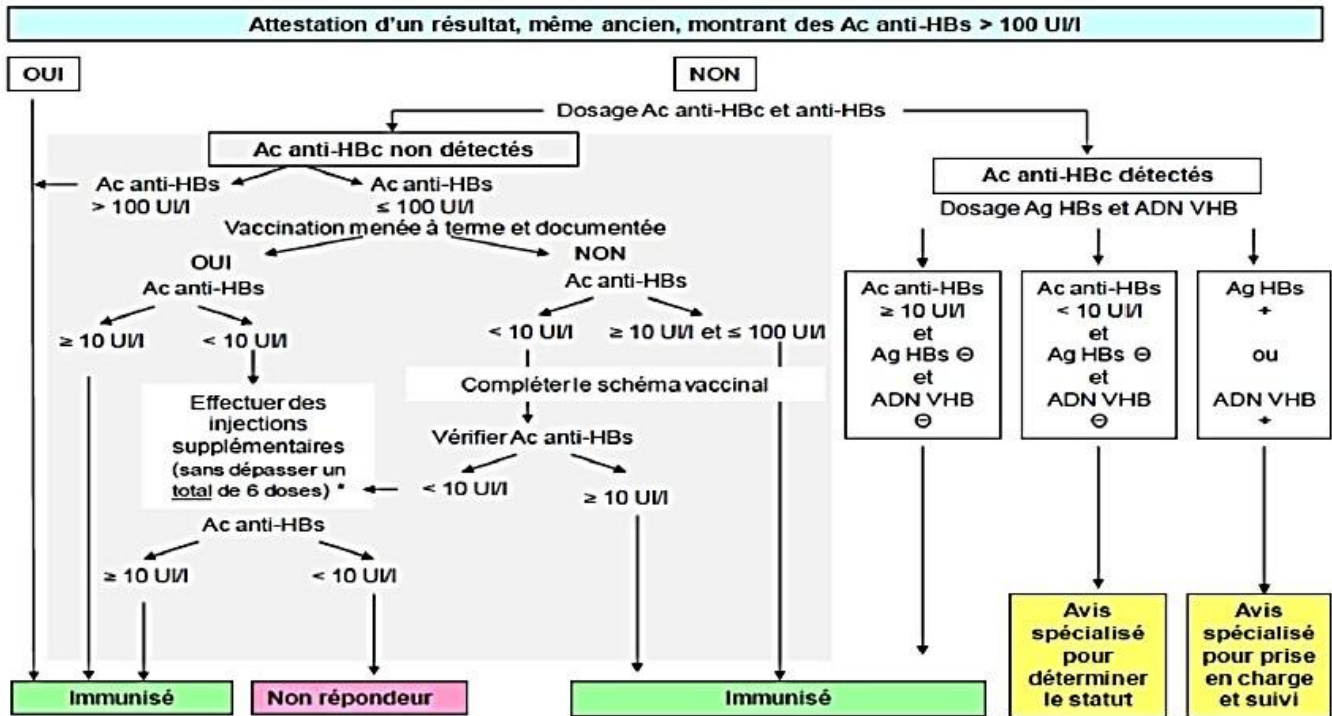 Attestation d'un résultat, même ancien, montrant des Ac anti-HBs > 100 UI/l
OUI
NON
Dosage Ac anti-HBc et anti-HBs
Ac anti-HBc non détectés
Ac anti-HBs
> 100 UI/l
Ac anti-HBs
≤ 100 UI/l
Vaccination menée à terme et documentée
OUI
Ac anti-HBs
≥ 10 UI/l
< 10 UI/l
Effectuer des
injections
supplémentaires
(sans dépasser un
total de 6 doses) *
Ac anti-HBs
≥ 10 UI/l
< 10 UI/l
NON
Ac anti-HBs
< 10 UI/l
≥ 10 UI/l et ≤ 100 UI/l
Compléter le schéma vaccinal
Vérifier Ac anti-HBs
< 10 UI/l
≥ 10 UI/l
Ac anti-HBc détectés
Dosage Ag HBs et ADN VHB
Ac anti-HBs
≥ 10 UI/l
et
Ag HBs ⊖
et
ADN VHB
⊖
Ac anti-HBs
< 10 UI/l
et
Ag HBs ⊖
et
ADN VHB
⊖
Ag HBs
+
ou
ADN VHB
+
Immunisé
Non répondeur
Immunisé
Avis
spécialisé
pour
déterminer
le statut
Avis
spécialisé
pour prise
en charge
et suivi